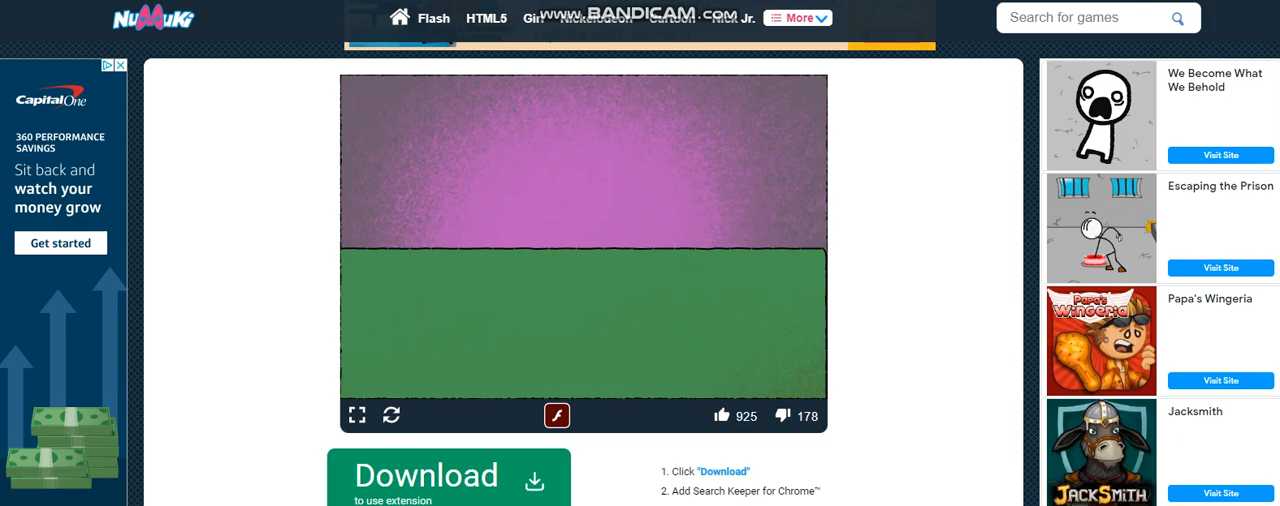 NuMuKi
Flash
HTML5
www.BANDICAM.com
Nick Jr.
More
Search for games
CapitalOne
360 PERFORMANCE
SAVINGS
Sit back and
watch your
money grow
Get started
925
178
Download
to use extension
1. Click "Download"
2. Add Search Keeper for Chrome™
We Become What
We Behold
Visit Site
Escaping the Prison
Visit Site
PAPA'S
WINGERIA
Papa's Wingeria
Visit Site
JACKSMITH
Jacksmith
Visit Site